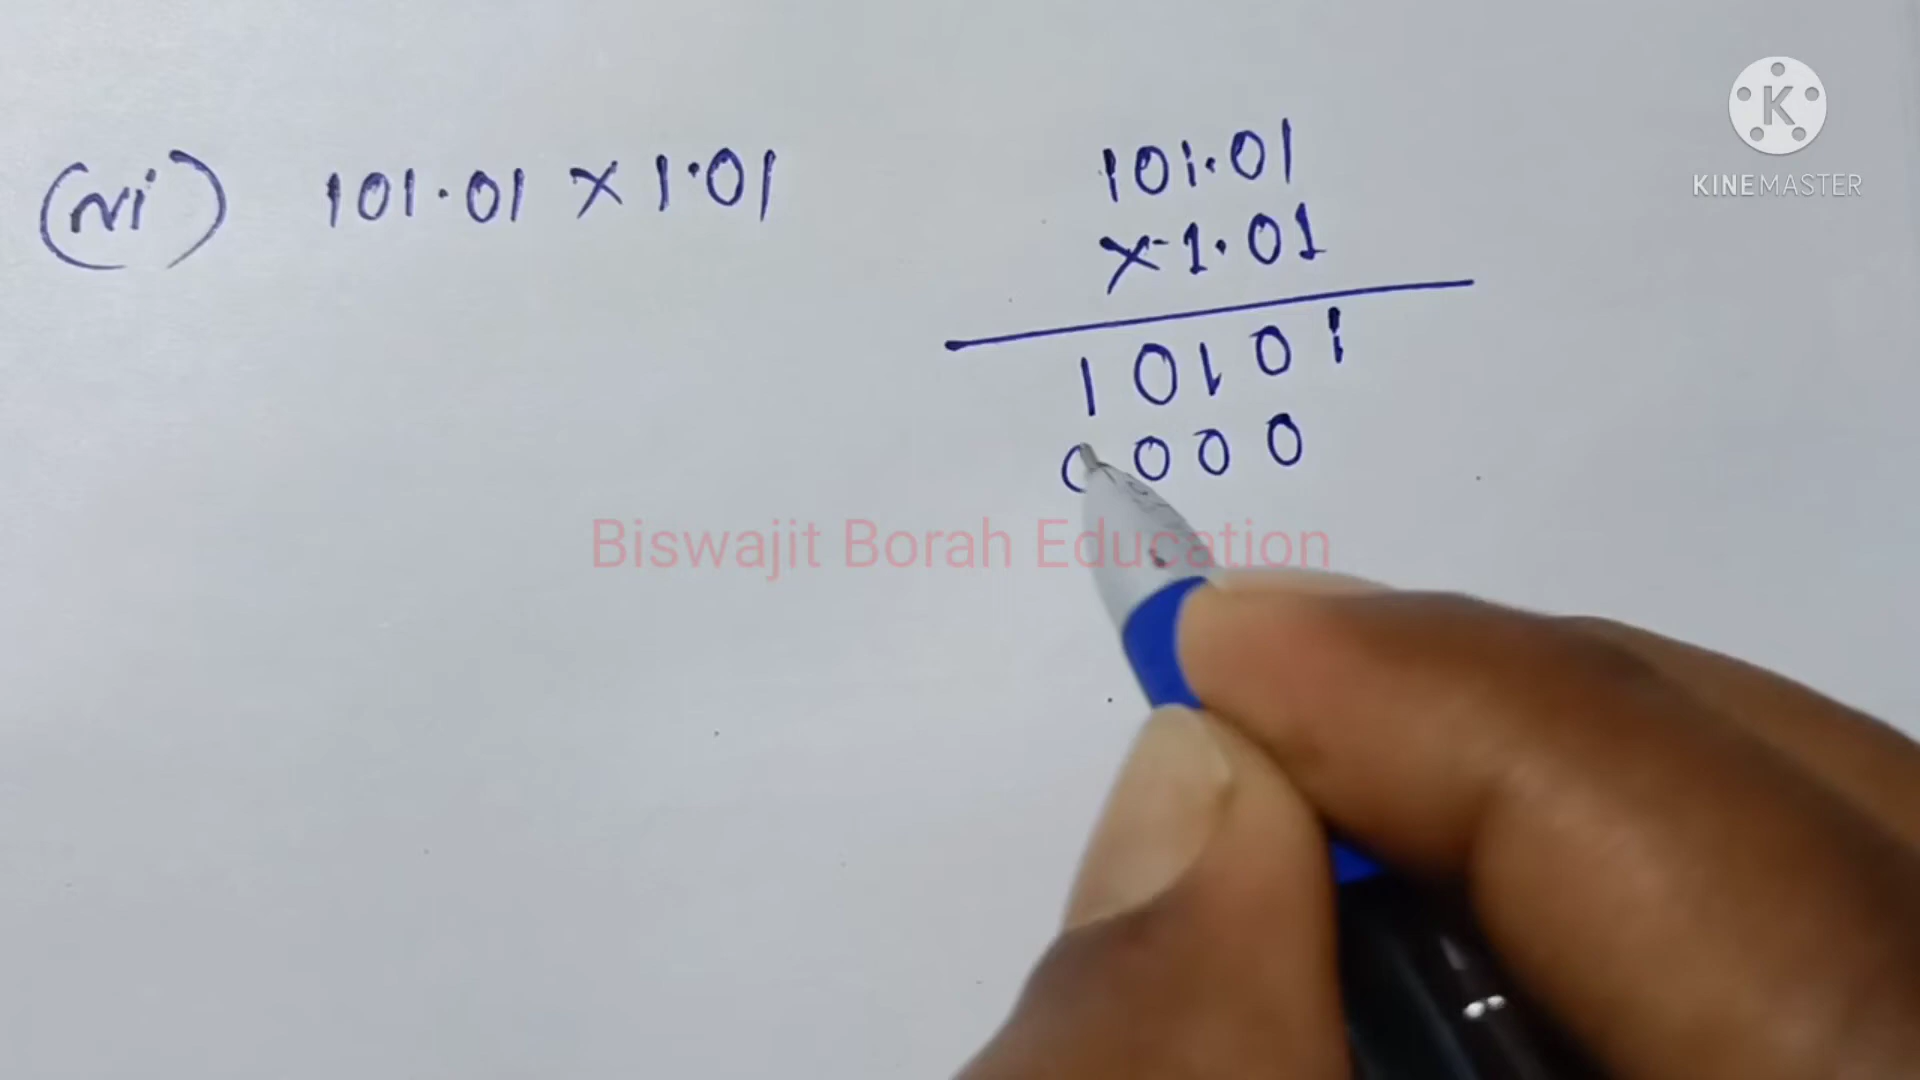 (vi) 101.01 × 1.01
101.01
× 1.01
10101
0000
Biswajit Borah Education
K
KINEMASTER